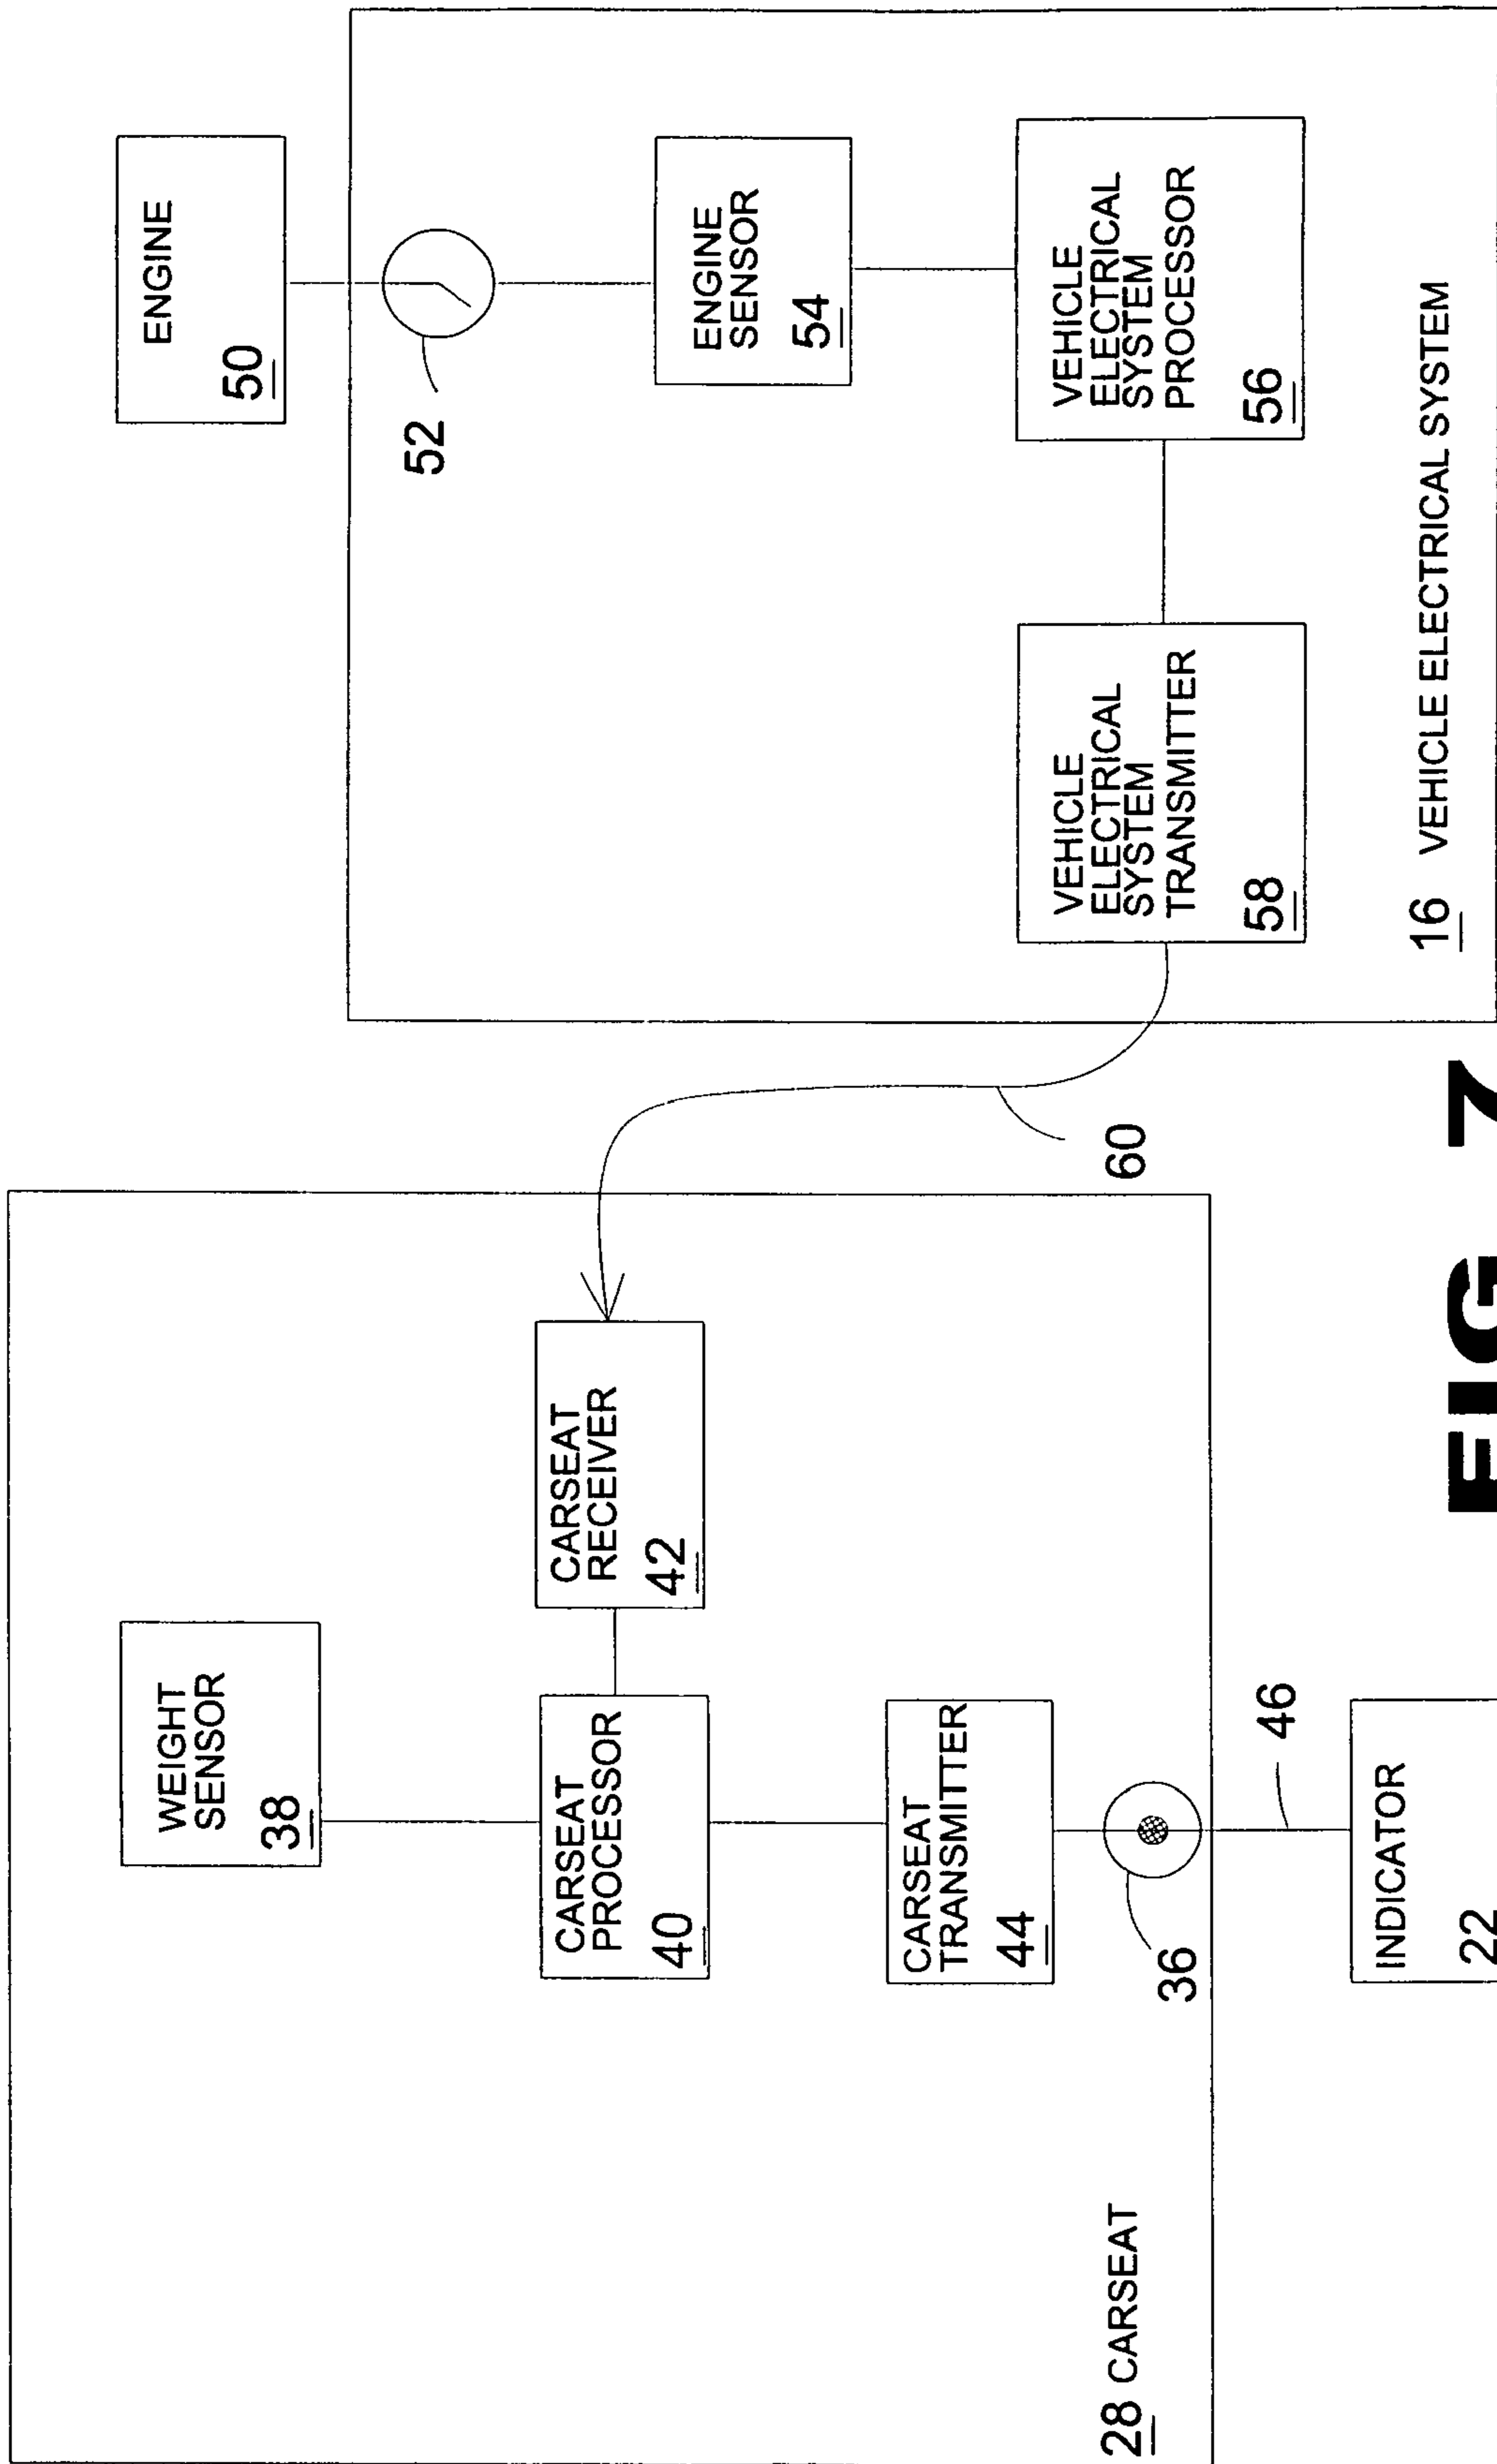 WEIGHT
SENSOR
38
CARSEAT
PROCESSOR
40
CARSEAT
RECEIVER
42
CARSEAT
TRANSMITTER
44
36
46
INDICATOR
22
28 CARSEAT
60
ENGINE
50
52
ENGINE
SENSOR
54
VEHICLE
ELECTRICAL
SYSTEM
PROCESSOR
56
VEHICLE
ELECTRICAL
SYSTEM
TRANSMITTER
58
16 VEHICLE ELECTRICAL SYSTEM
FIG 7